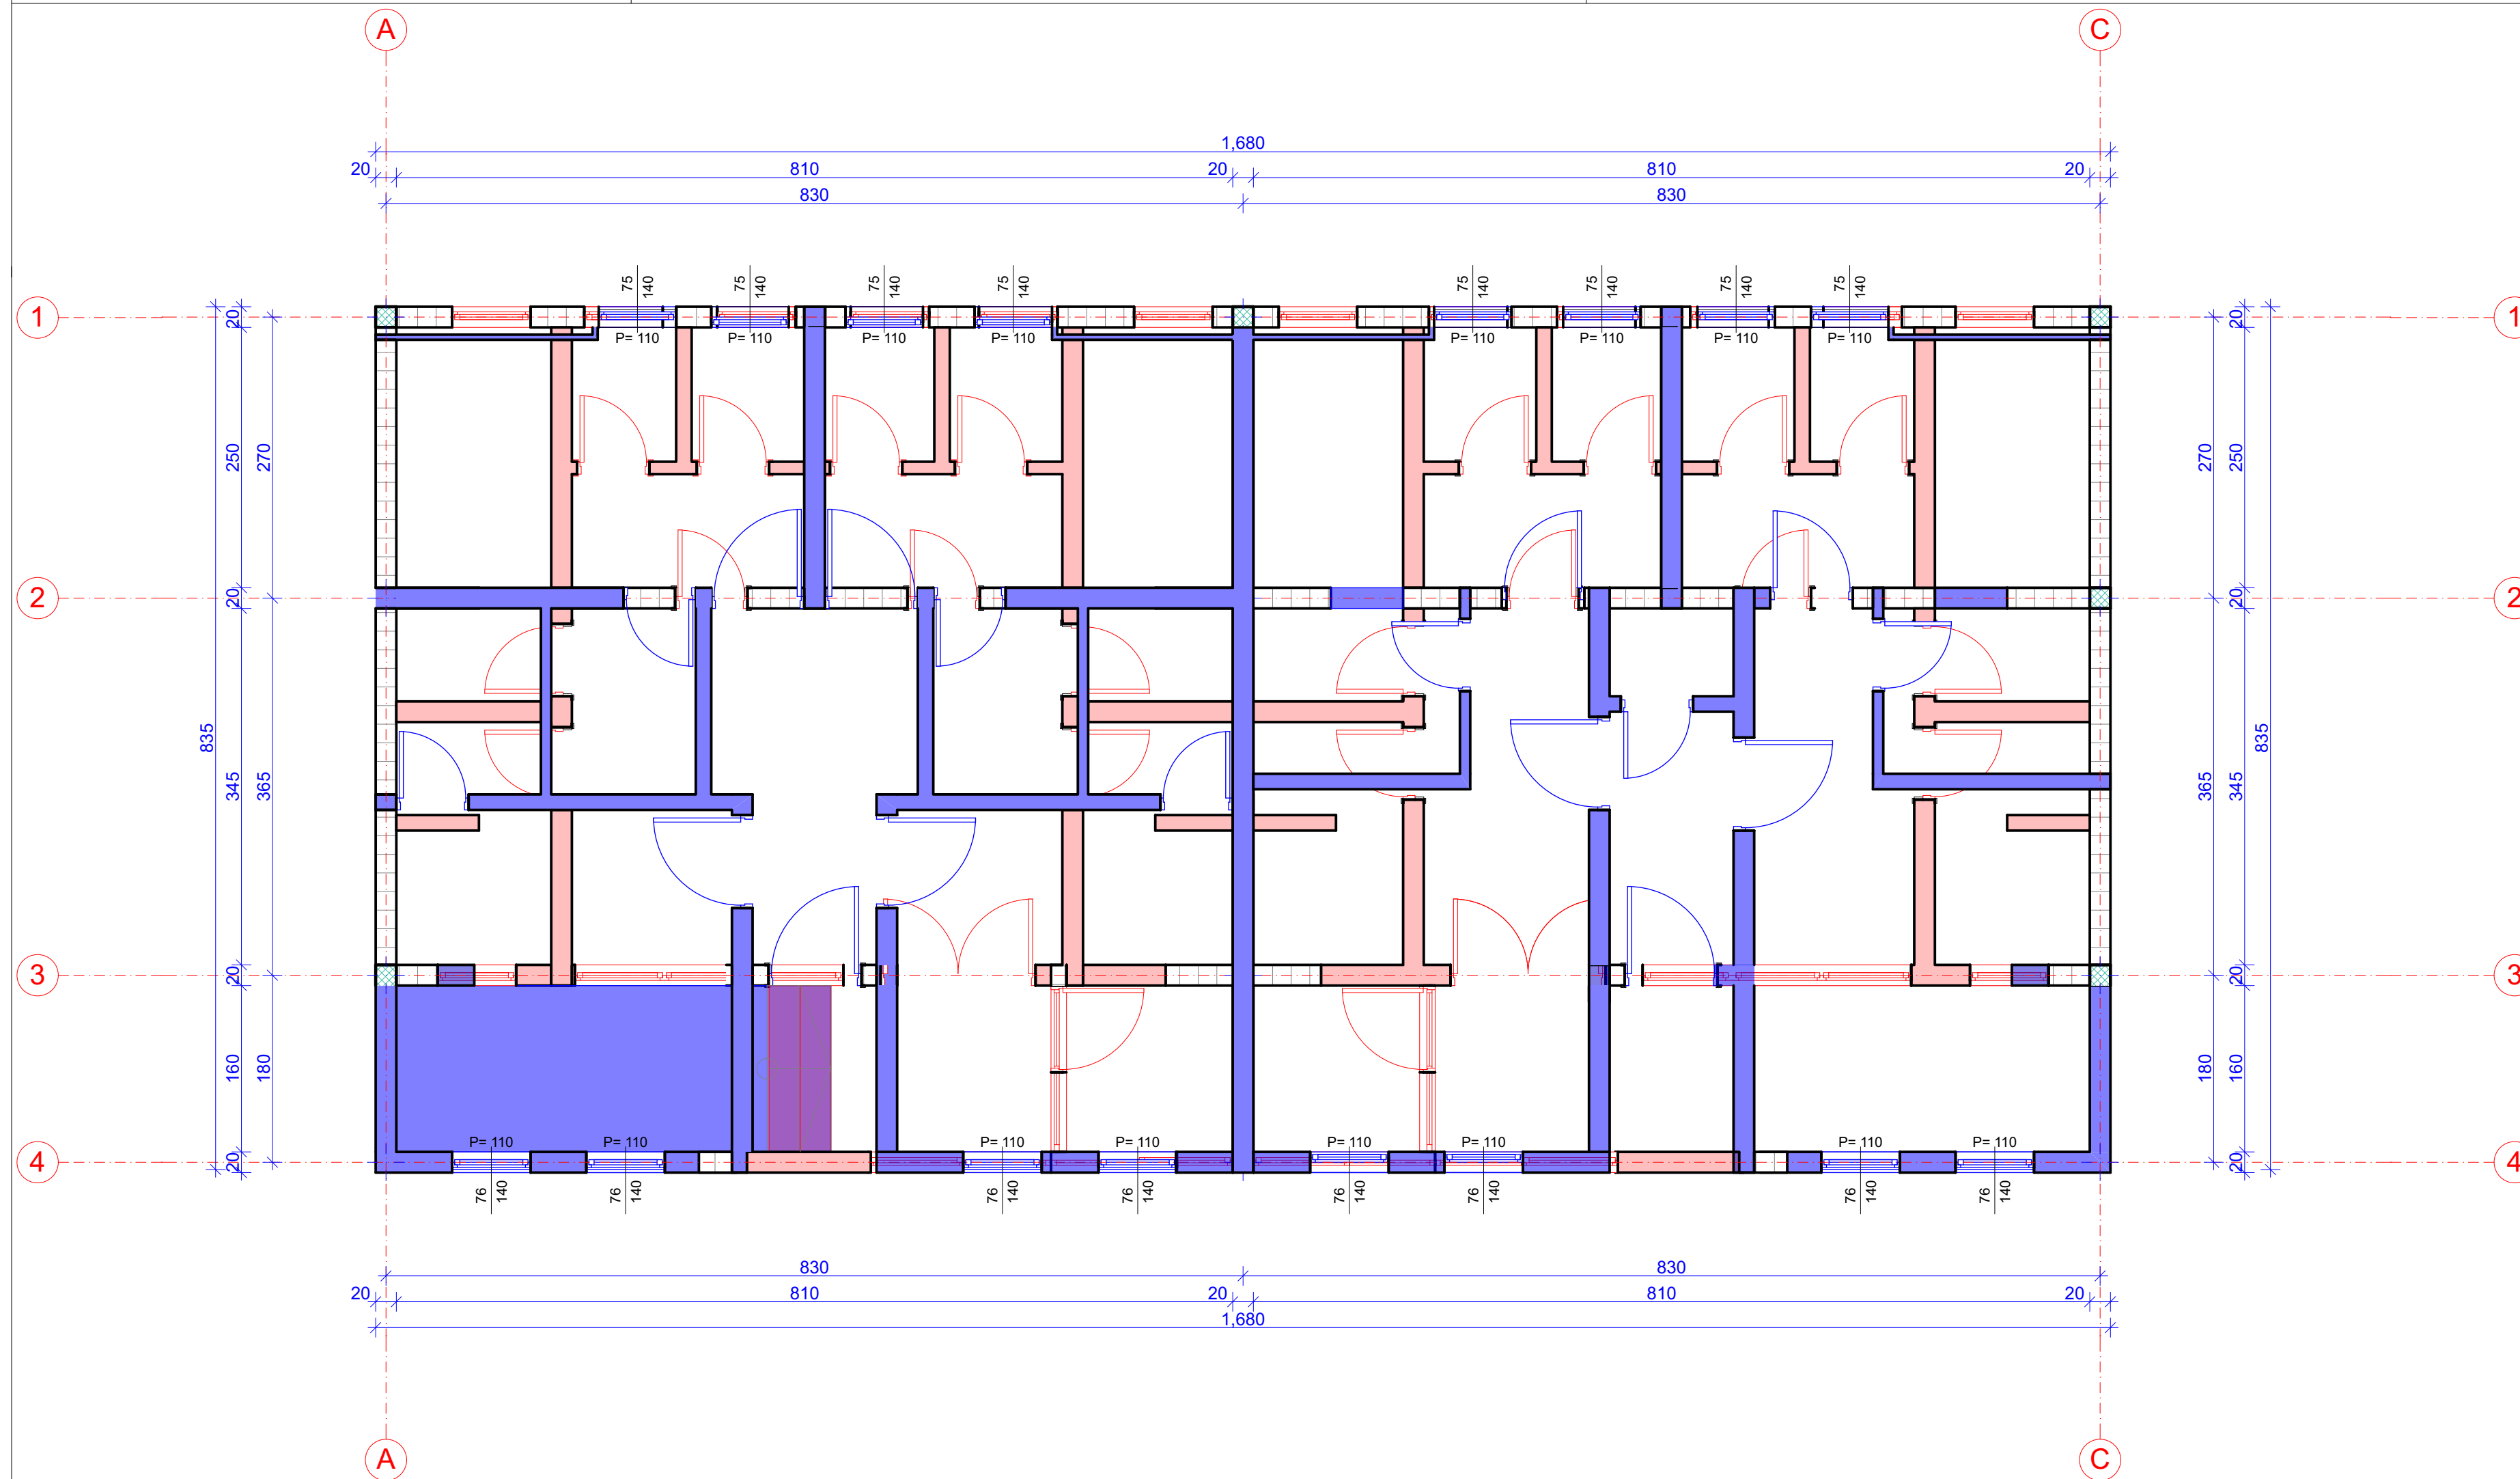 A C
1,680
20 810 20 810 20
830 830
75 140 75 140 75 140 75 140 75 140 75 140 75 140 75 140
1 20 20 1
P= 110 P= 110 P= 110 P= 110 P= 110 P= 110 P= 110 P= 110
250 270 270 250
2 20 20 2
835 835
345 365 365 345
3 20 20 3
160 180 180 160
P= 110 P= 110 P= 110 P= 110 P= 110 P= 110 P= 110 P= 110
4 20 20 4
76 140 76 140 76 140 76 140 76 140 76 140 76 140 76 140
830 830
20 810 20 810 20
1,680
A C